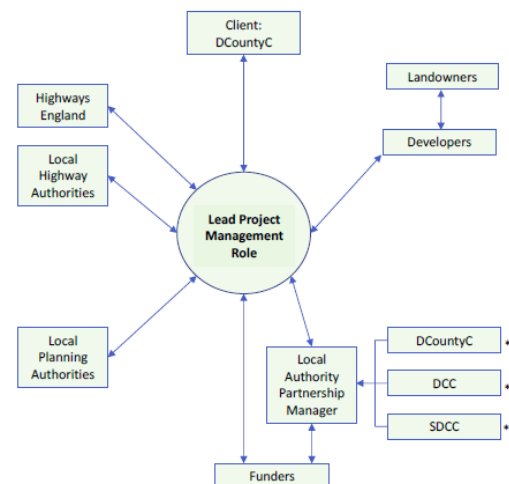 Client:
DCountyC
Landowners
Highways
England
Developers
Local
Highway
Authorities
Lead Project
Management
Role
Local
Planning
Authorities
Local
Authority
Partnership
Manager
DCountyC *
DCC *
SDCC *
Funders